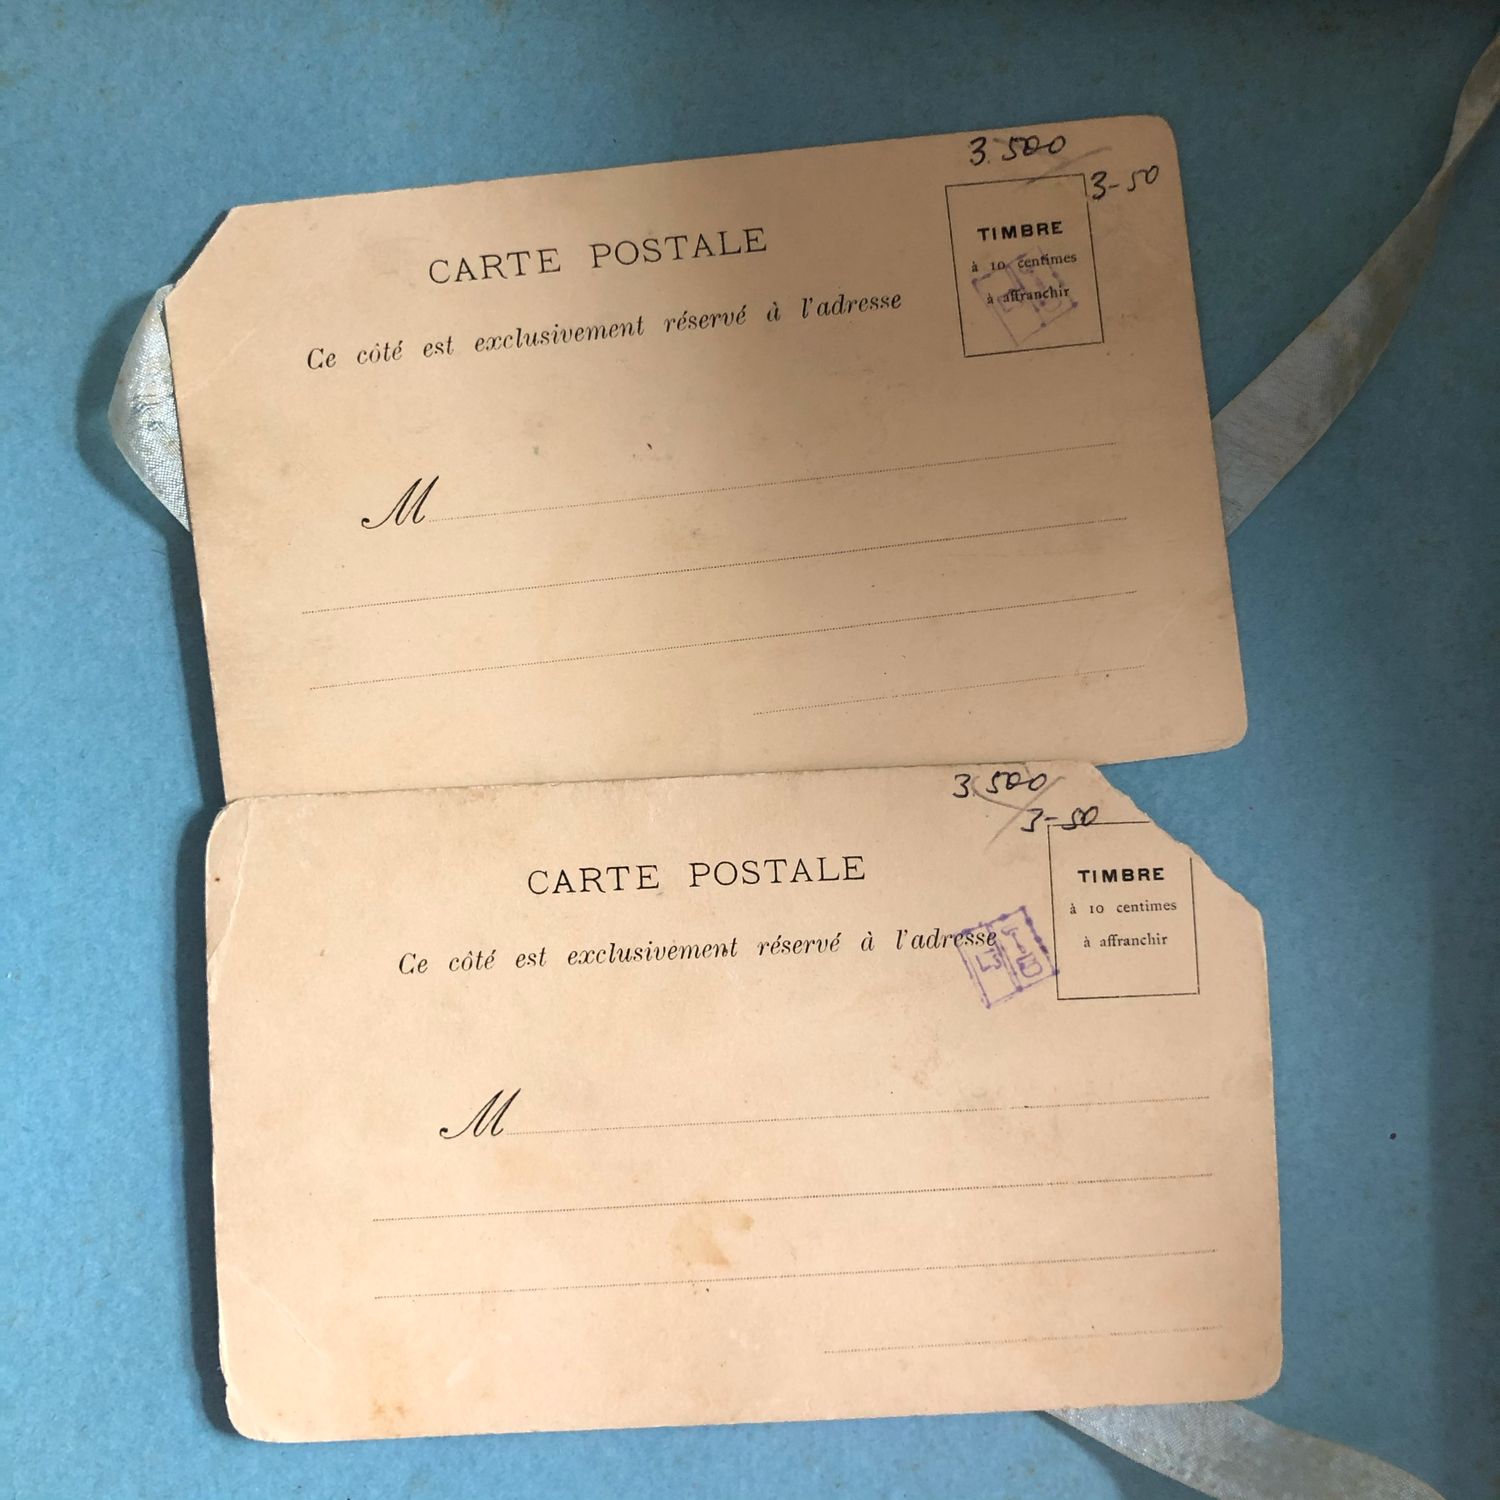 3.500
3-50
TIMBRE
à 10 centimes
à affranchir
CARTE POSTALE
Ce côté est exclusivement réservé à l'adresse
M
3.500
3-50
TIMBRE
à 10 centimes
à affranchir
CARTE POSTALE
Ce côté est exclusivement réservé à l'adresse
M